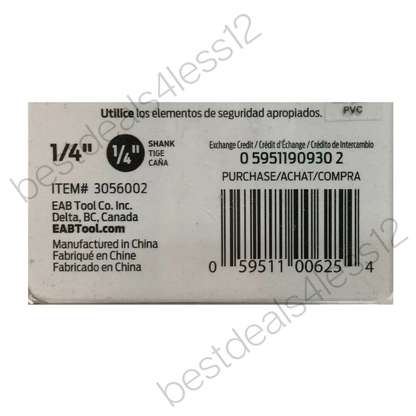 bestdeals4less12
Utilice los elementos de seguridad apropiados.
PVC
1/4" 1/4" SHANK
TIGE
CAÑA
Exchange Credit / Crédit d'Échange / Crédito de Intercambio
0 5951190930 2
PURCHASE/ACHAT/COMPRA
ITEM# 3056002
EAB Tool Co. Inc.
Delta, BC, Canada
EABTool.com
Manufactured in China
Fabriqué en Chine
Fabricado en China
0 59511 00625 4
bestdeals4less12
bestdeals4less12